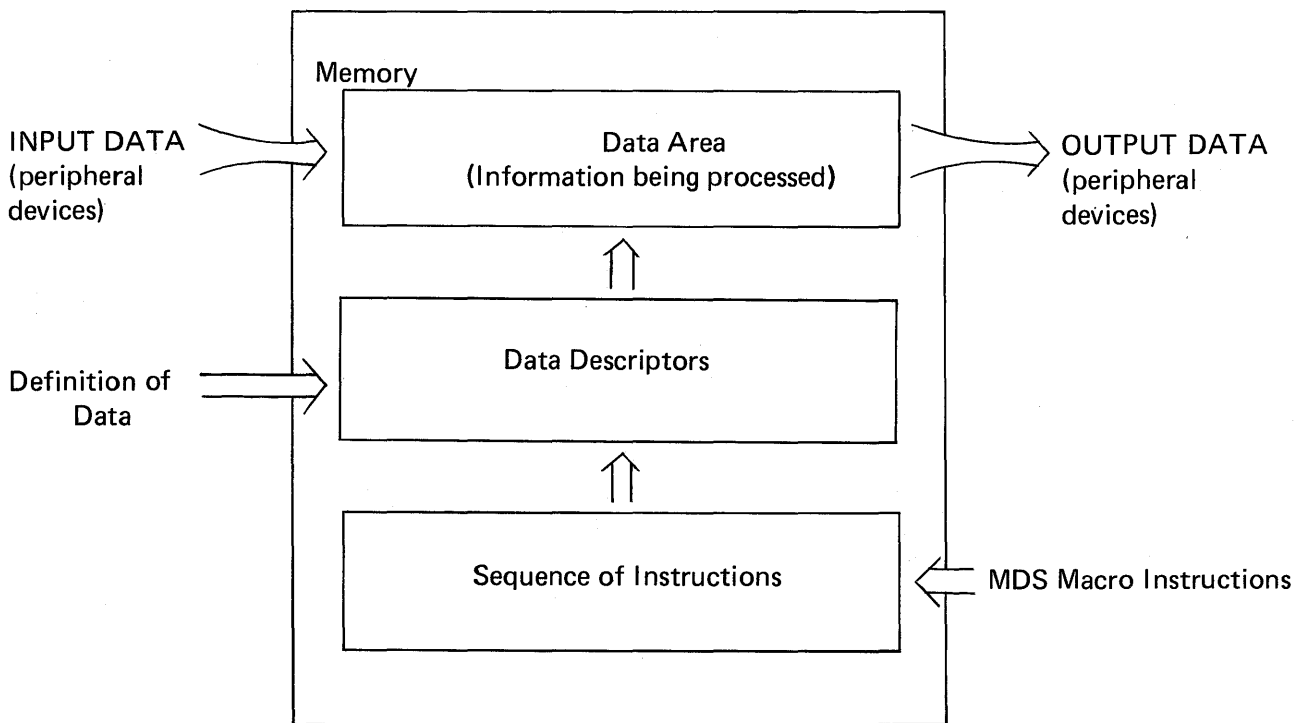 Memory
INPUT DATA
(peripheral
devices)
Data Area
(Information being processed)
OUTPUT DATA
(peripheral
devices)
Definition of
Data
Data Descriptors
Sequence of Instructions
MDS Macro Instructions